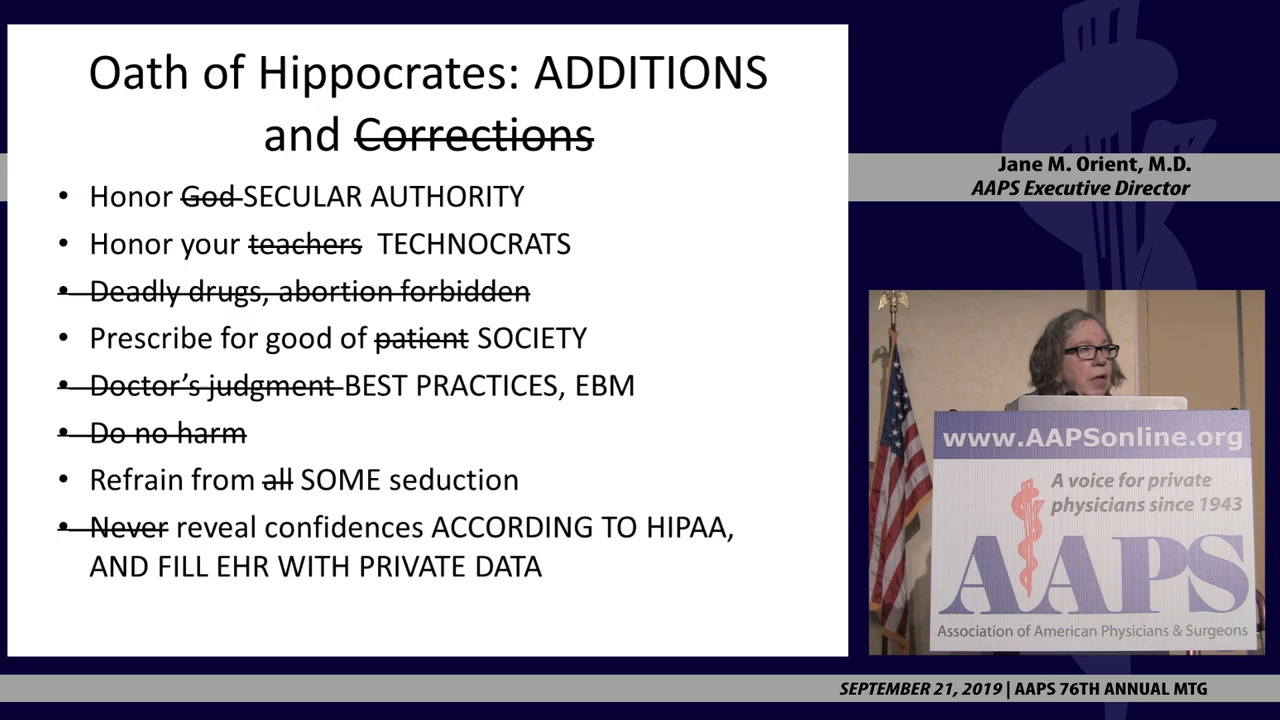 Oath of Hippocrates: ADDITIONS
and Corrections
• Honor God SECULAR AUTHORITY
• Honor your teachers TECHNOCRATS
• Deadly drugs, abortion forbidden
• Prescribe for good of patient SOCIETY
• Doctor's judgment BEST PRACTICES, EBM
• Do no harm
• Refrain from all SOME seduction
• Never reveal confidences ACCORDING TO HIPAA,
AND FILL EHR WITH PRIVATE DATA
Jane M. Orient, M.D.
AAPS Executive Director
www.AAPSonline.org
A voice for private
physicians since 1943
AAPS
Association of American Physicians & Surgeons
SEPTEMBER 21, 2019 | AAPS 76TH ANNUAL MTG